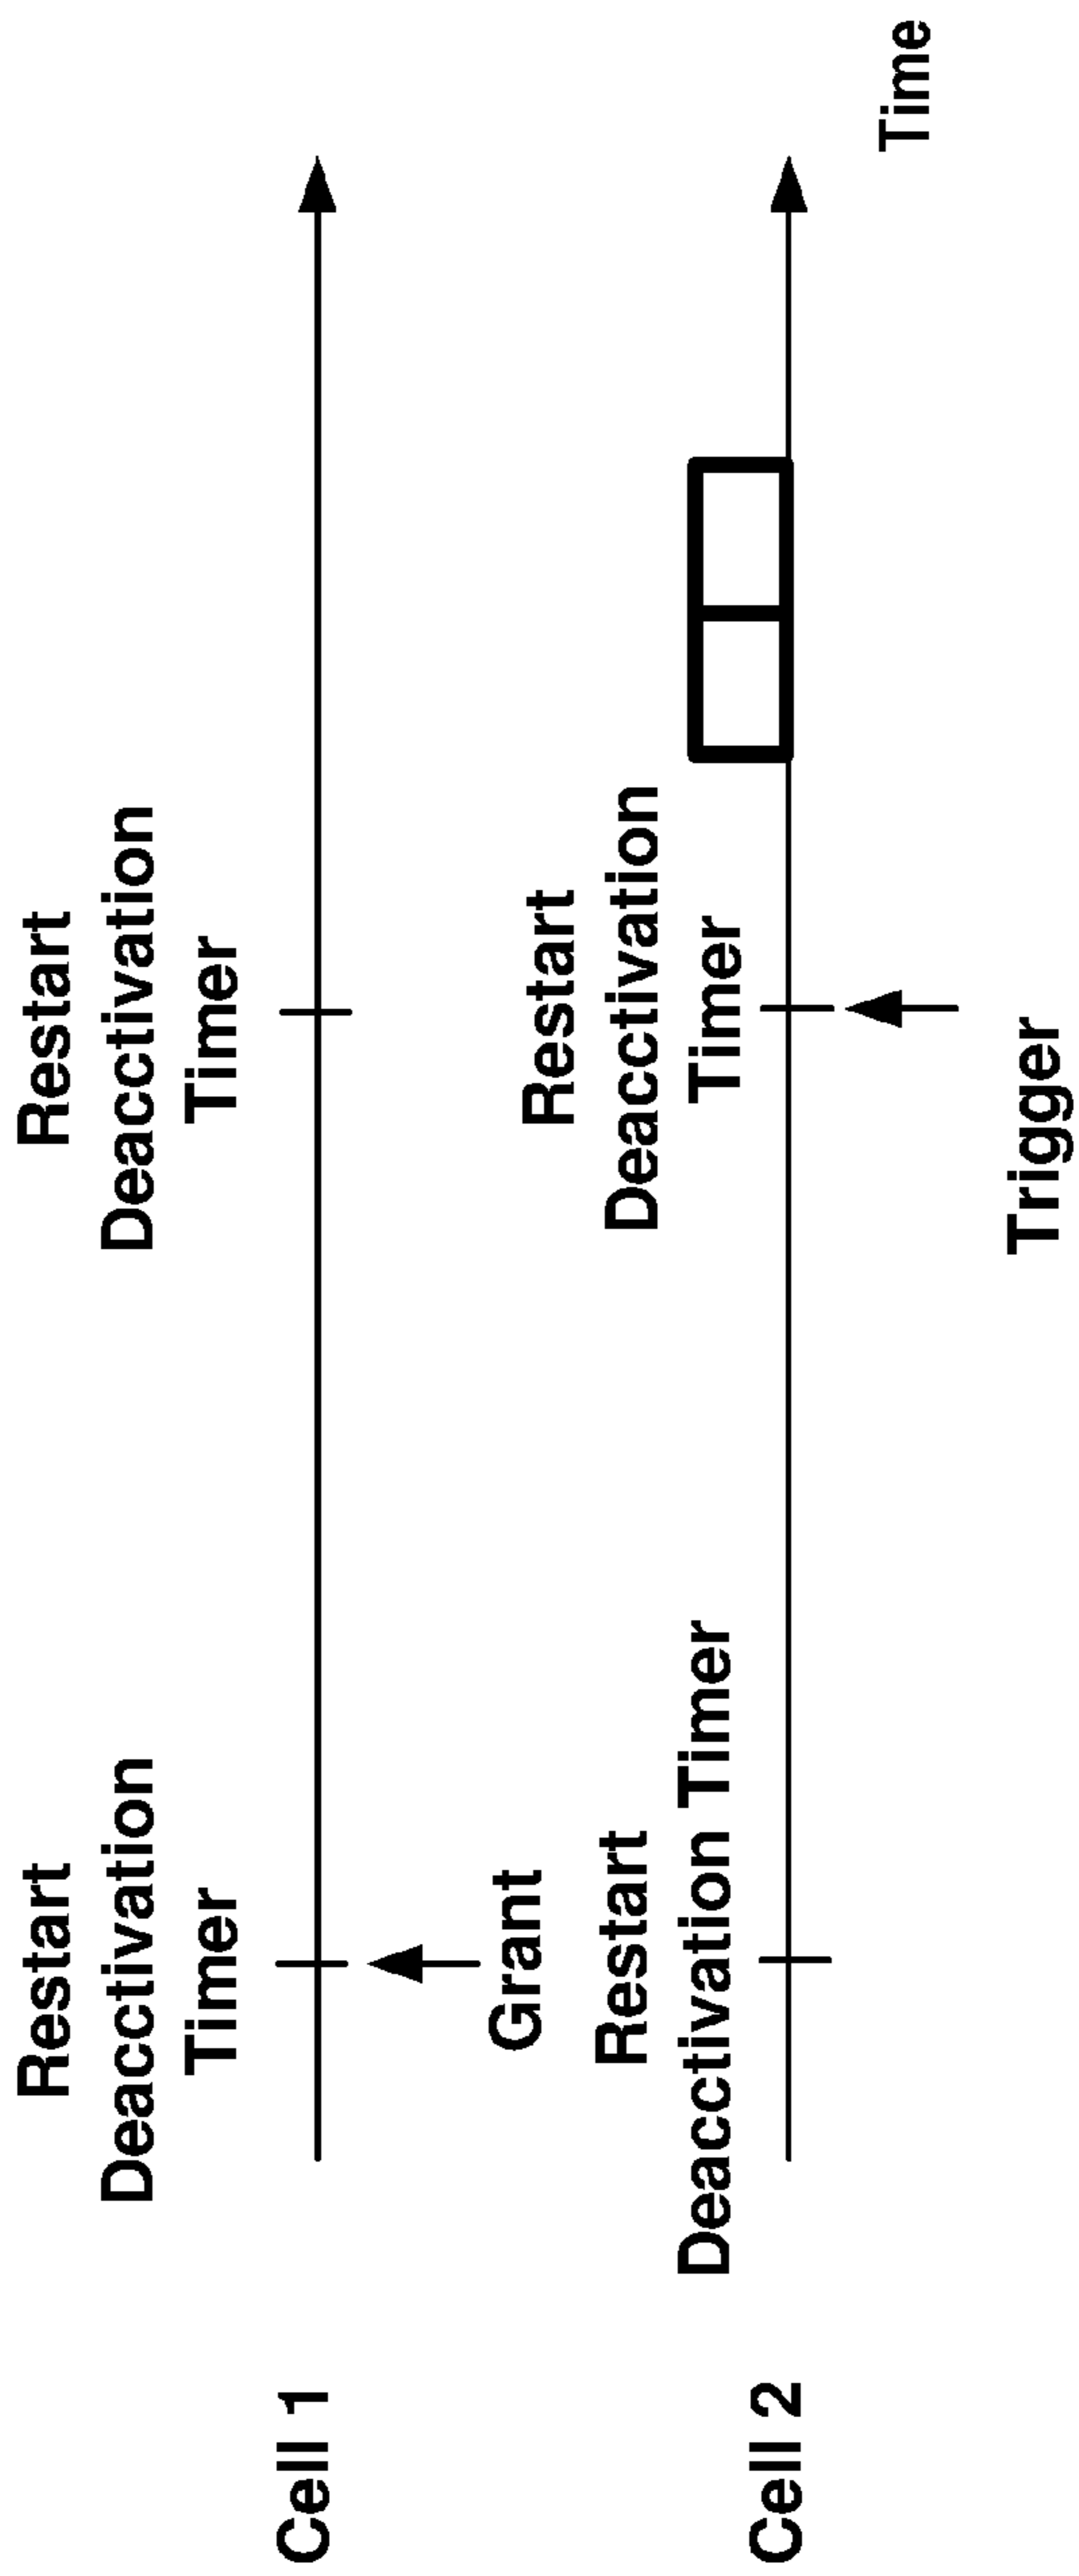 Restart
Deacctivation
Timer
Restart
Deacctivation
Timer
Cell 1
Grant
Restart
Deacctivation Timer
Restart
Deacctivation
Timer
Cell 2
Time
Trigger